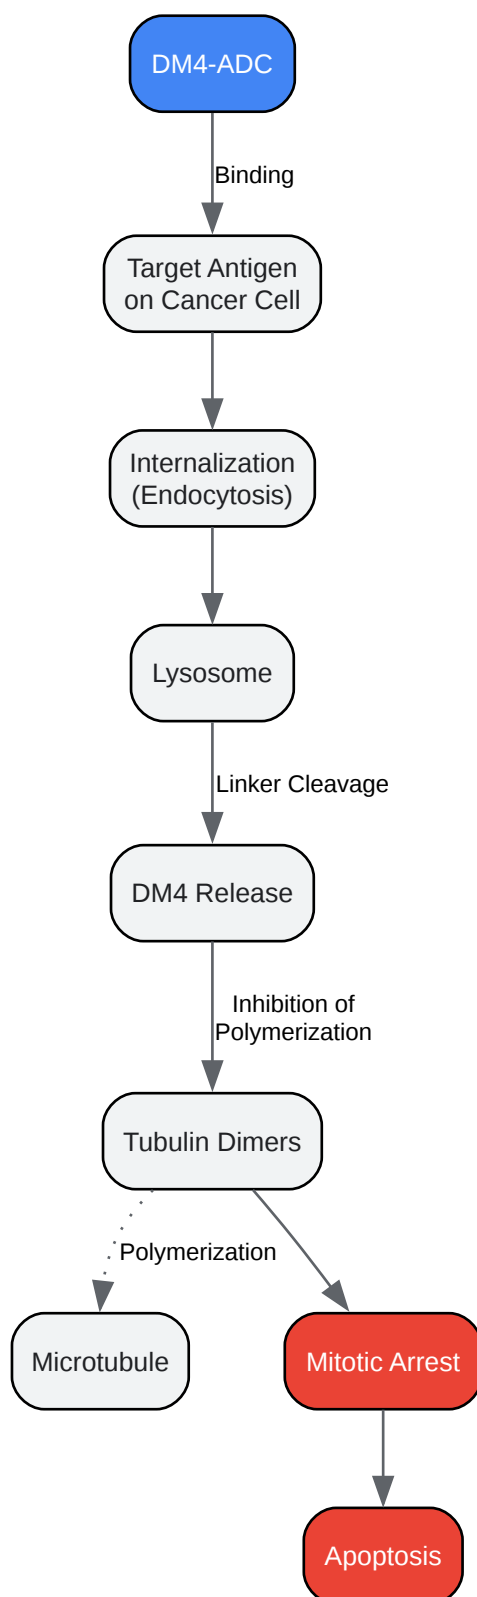 DM4-ADC
Binding
Target Antigen
on Cancer Cell
Internalization
(Endocytosis)
Lysosome
Linker Cleavage
DM4 Release
Inhibition of
Polymerization
Tubulin Dimers
Polymerization
Microtubule
Mitotic Arrest
Apoptosis